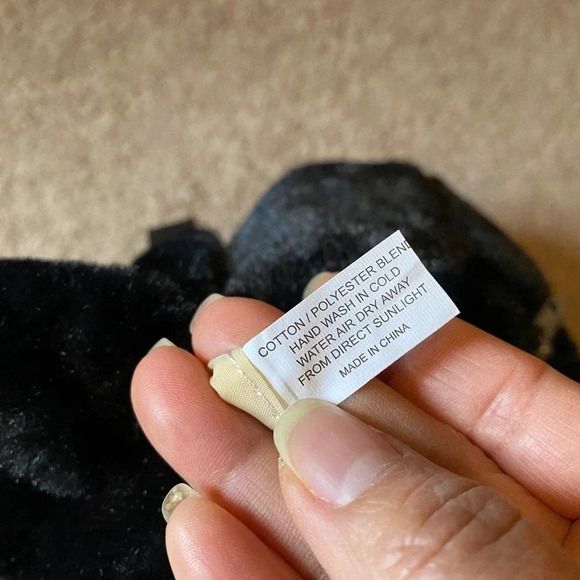 COTTON / POLYESTER BLEND
HAND WASH IN COLD
WATER AIR DRY AWAY
FROM DIRECT SUNLIGHT
MADE IN CHINA